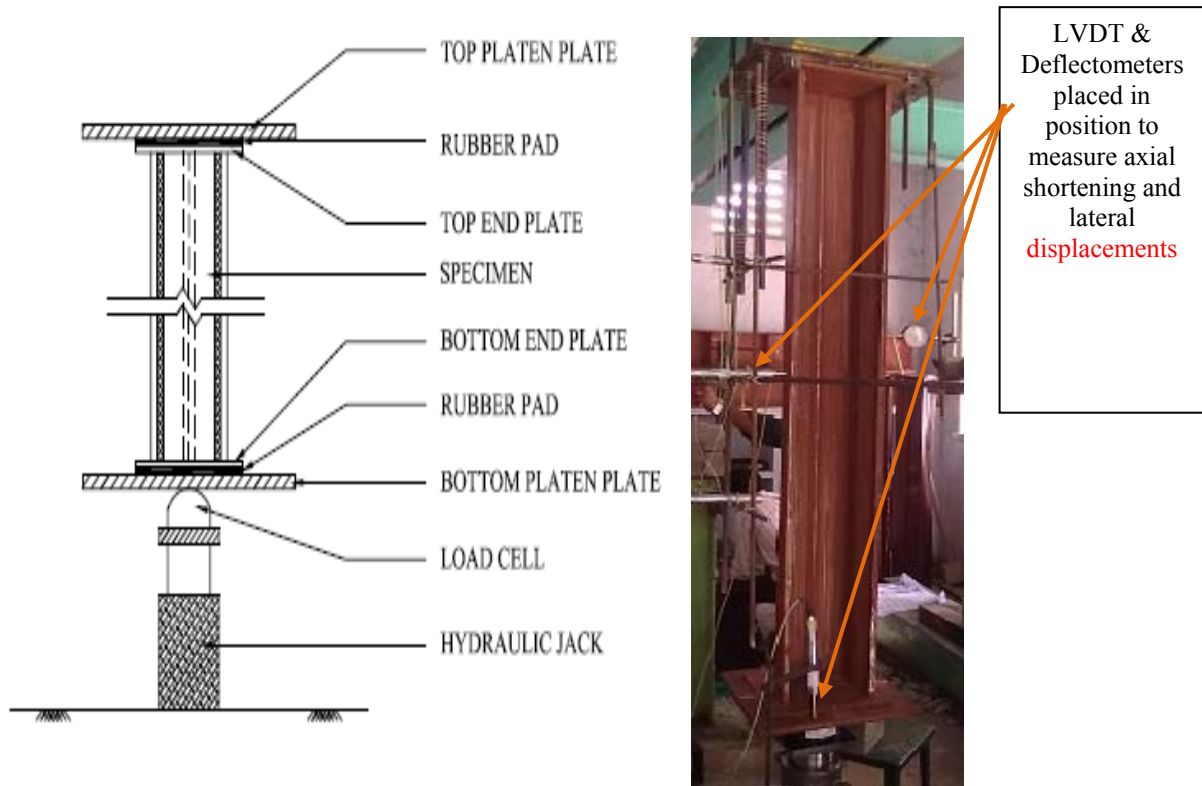 TOP PLATEN PLATE
RUBBER PAD
TOP END PLATE
SPECIMEN
BOTTOM END PLATE
RUBBER PAD
BOTTOM PLATEN PLATE
LOAD CELL
HYDRAULIC JACK
LVDT &
Deflectometers
placed in
position to
measure axial
shortening and
lateral
displacements